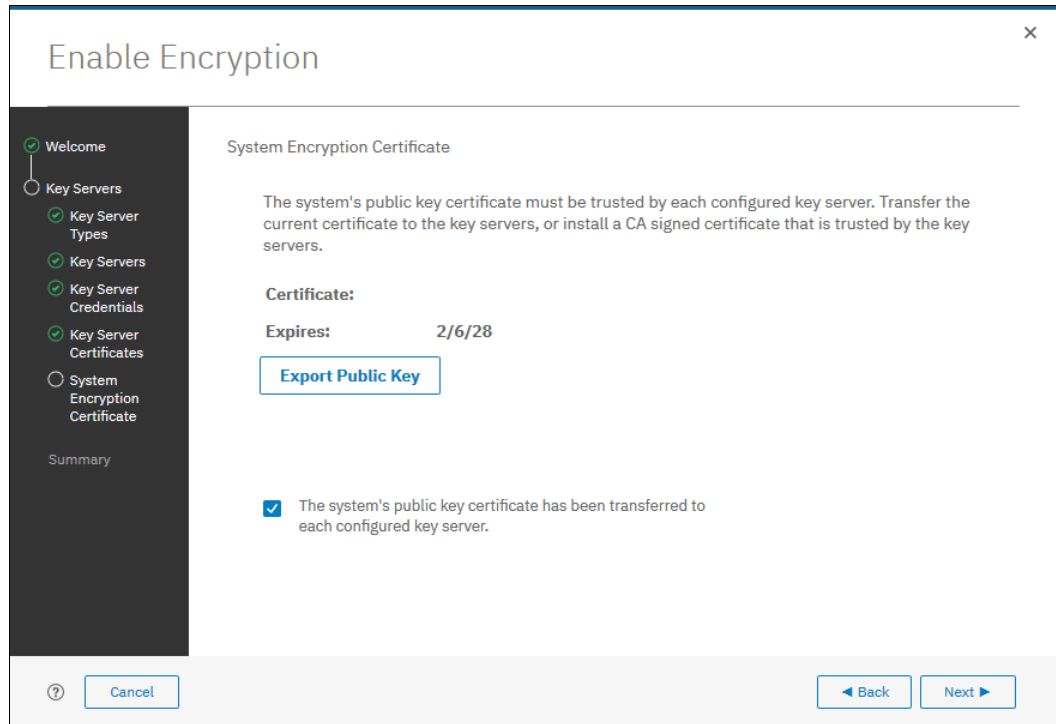 Enable Encryption
Welcome
Key Servers
Key Server
Types
Key Servers
Key Server
Credentials
Key Server
Certificates
System
Encryption
Certificate
Summary
System Encryption Certificate
The system's public key certificate must be trusted by each configured key server. Transfer the
current certificate to the key servers, or install a CA signed certificate that is trusted by the key
servers.
Certificate:
Expires: 2/6/28
Export Public Key
The system's public key certificate has been transferred to
each configured key server.
? Cancel
Back Next